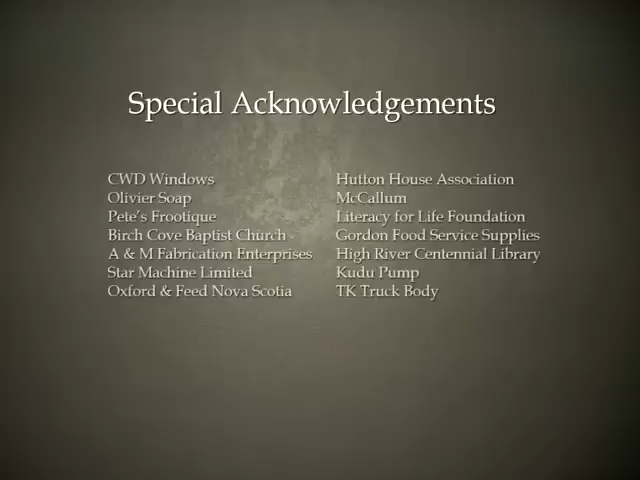 Special Acknowledgements
CWD Windows
Olivier Soap
Pete's Frootique
Birch Cove Baptist Church
A & M Fabrication Enterprises
Star Machine Limited
Oxford & Feed Nova Scotia
Hutton House Association
McCallum
Literacy for Life Foundation
Gordon Food Service Supplies
High River Centennial Library
Kudu Pump
TK Truck Body